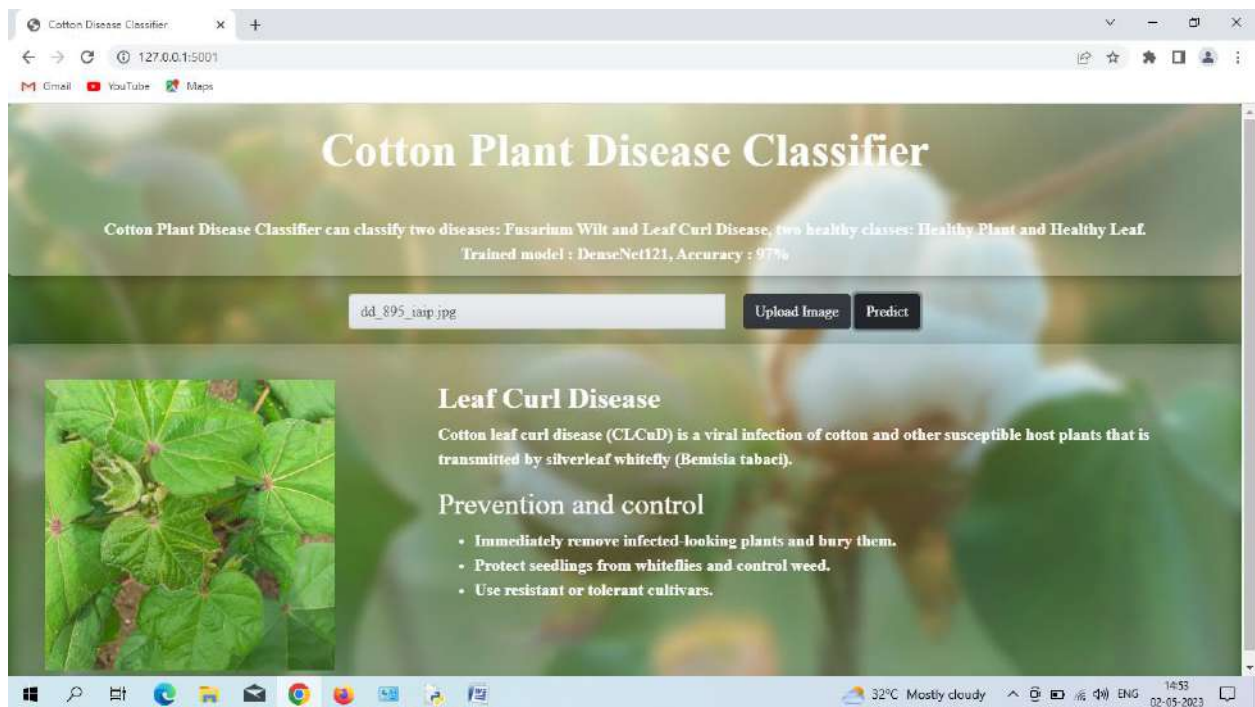 Cotton Disease Classifier
127.0.0.1:5001
Gmail
YouTube
Maps
Cotton Plant Disease Classifier
Cotton Plant Disease Classifier can classify two diseases: Fusarium Wilt and Leaf Curl Disease, two healthy classes: Healthy Plant and Healthy Leaf.
Trained model : DenseNet121, Accuracy : 97%
Upload Image
Predict
Leaf Curl Disease
Cotton leaf curl disease (CLCuD) is a viral infection of cotton and other susceptible host plants that is
transmitted by silverleaf whitefly (Bemisia tabaci).
Prevention and control
• Immediately remove infected-looking plants and bury them.
• Protect seedlings from whiteflies and control weed.
• Use resistant or tolerant cultivars.
32°C Mostly cloudy
ENG
14:53
02-05-2023